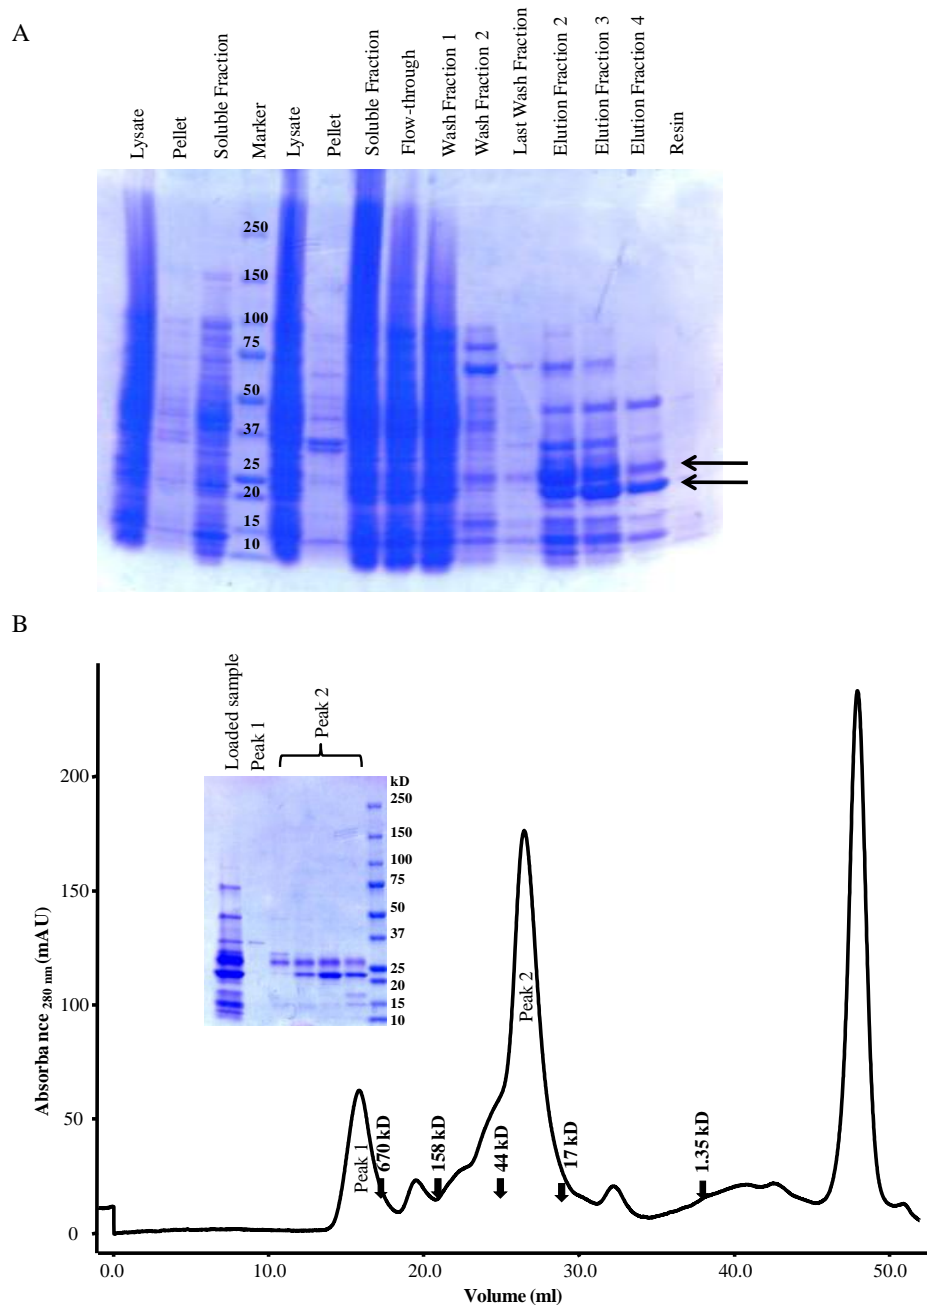 A
Lysate
Pellet
Soluble Fraction
Marker
Lysate
Pellet
Soluble Fraction
Flow-through
Wash Fraction 1
Wash Fraction 2
Last Wash Fraction
Elution Fraction 2
Elution Fraction 3
Elution Fraction 4
Resin
250
150
100
75
50
37
25
20
15
10
B
Loaded sample
Peak 1
Peak 2
kD
250
150
100
75
50
37
25
20
15
10
Absorba nce 280 nm (mAU)
200
150
100
50
0
Peak 1
670 kD
158 kD
44 kD
Peak 2
17 kD
1.35 kD
0.0
10.0
20.0
30.0
40.0
50.0
Volume (ml)